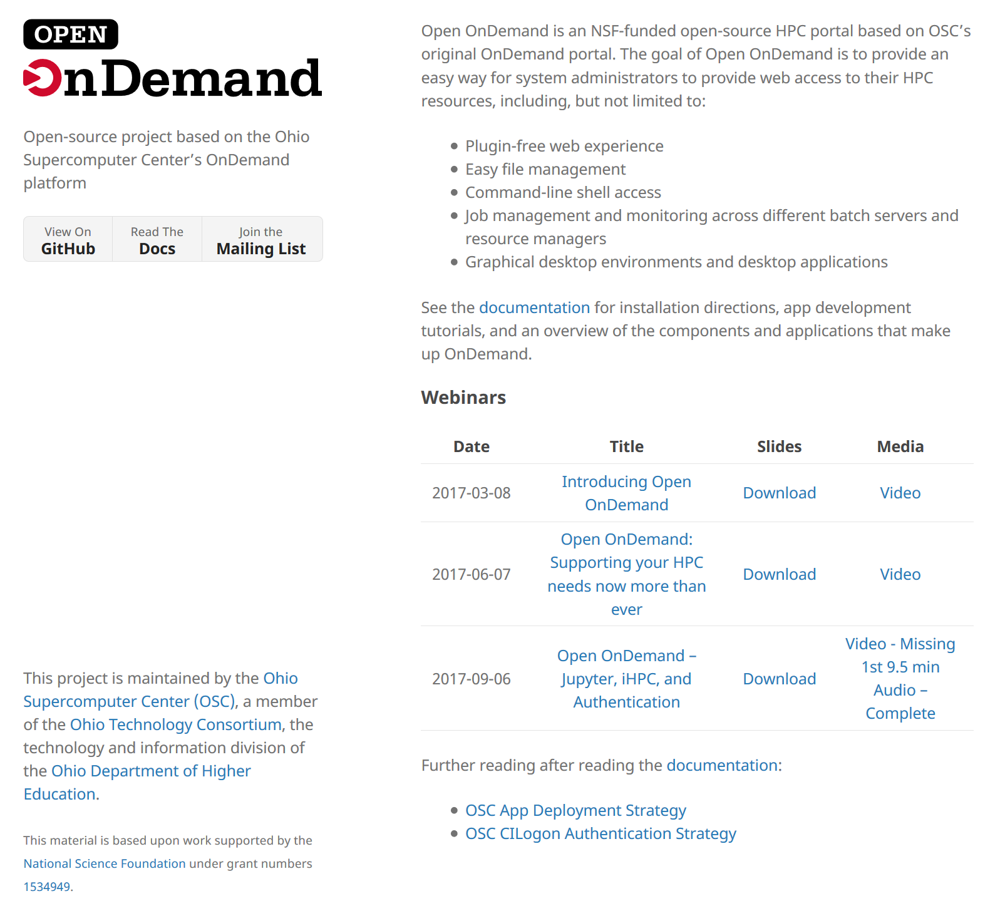 OPEN
OnDemand
Open-source project based on the Ohio
Supercomputer Center’s OnDemand
platform
View On
GitHub
Read The
Docs
Join the
Mailing List
This project is maintained by the Ohio
Supercomputer Center (OSC), a member
of the Ohio Technology Consortium, the
technology and information division of
the Ohio Department of Higher
Education.
This material is based upon work supported by the
National Science Foundation under grant numbers
1534949.
Open OnDemand is an NSF-funded open-source HPC portal based on OSC’s
original OnDemand portal. The goal of Open OnDemand is to provide an
easy way for system administrators to provide web access to their HPC
resources, including, but not limited to:
Plugin-free web experience
Easy file management
Command-line shell access
Job management and monitoring across different batch servers and
resource managers
Graphical desktop environments and desktop applications
See the documentation for installation directions, app development
tutorials, and an overview of the components and applications that make
up OnDemand.
Webinars
Date Title Slides Media
2017-03-08
Introducing Open
OnDemand
Download
Video
2017-06-07
Open OnDemand:
Supporting your HPC
needs now more than
ever
Download
Video
2017-09-06
Open OnDemand –
Jupyter, iHPC, and
Authentication
Download
Video - Missing
1st 9.5 min
Audio –
Complete
Further reading after reading the documentation:
OSC App Deployment Strategy
OSC CILogon Authentication Strategy